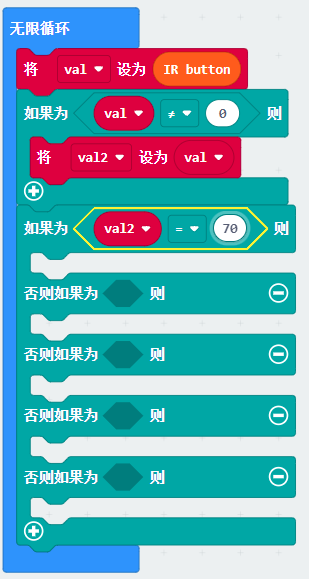 无限循环
将 val 设为 IR button
如果为 val ≠ 0 则
将 val2 设为 val
如果为 val2 = 70 则
否则如果为 则
否则如果为 则
否则如果为 则
否则如果为 则